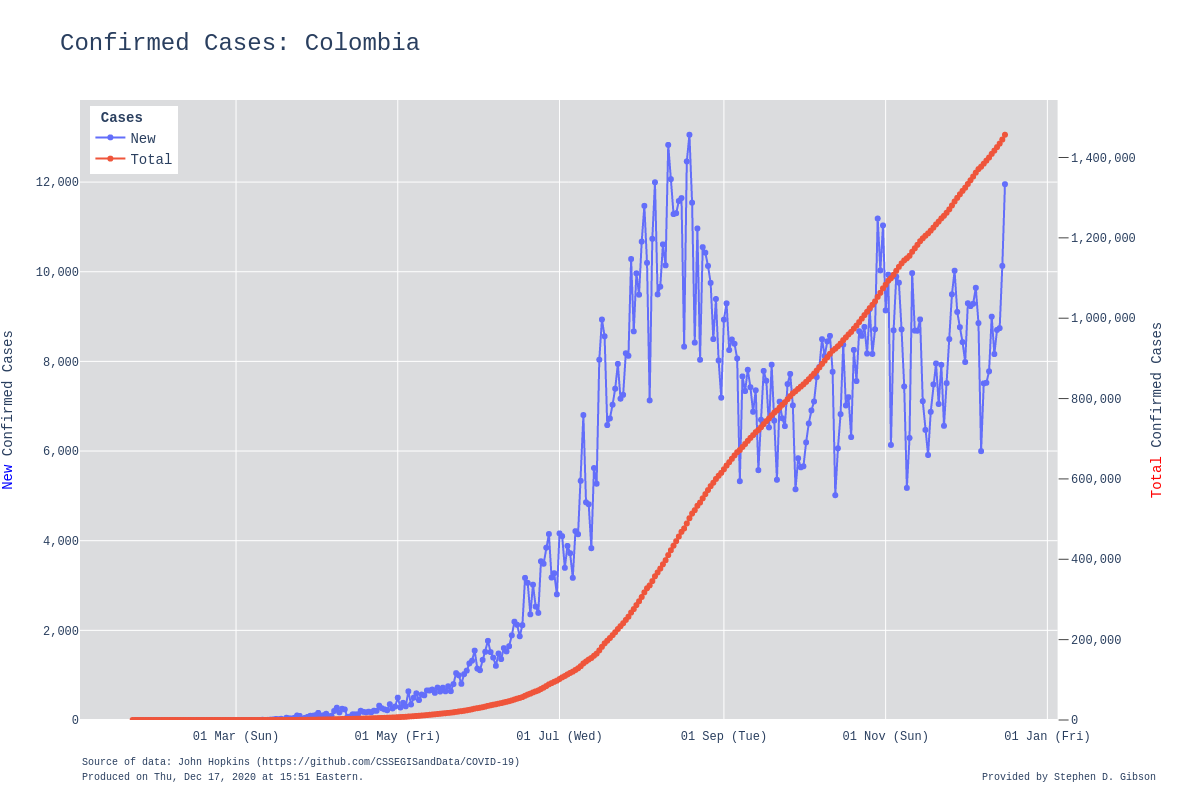 Confirmed Cases: Colombia
Cases
New
Total
12,000
10,000
8,000
6,000
4,000
2,000
0
New Confirmed Cases
1,400,000
1,200,000
1,000,000
800,000
600,000
400,000
200,000
0
Total Confirmed Cases
01 Mar (Sun)
01 May (Fri)
01 Jul (Wed)
01 Sep (Tue)
01 Nov (Sun)
01 Jan (Fri)
Source of data: John Hopkins (https://github.com/CSSEGISandData/COVID-19)
Produced on Thu, Dec 17, 2020 at 15:51 Eastern.
Provided by Stephen D. Gibson